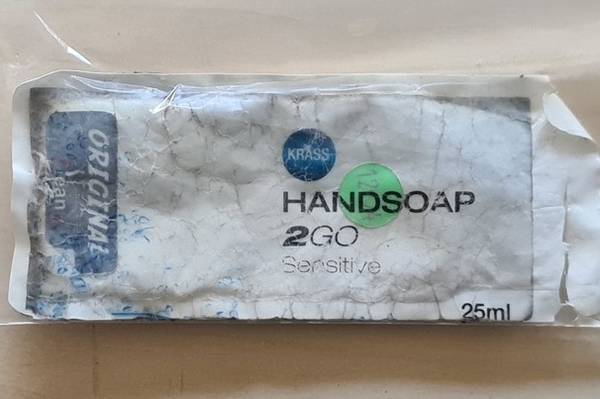 ORIGINAL
KRASS
HANDSOAP
2GO
Sensitive
25ml